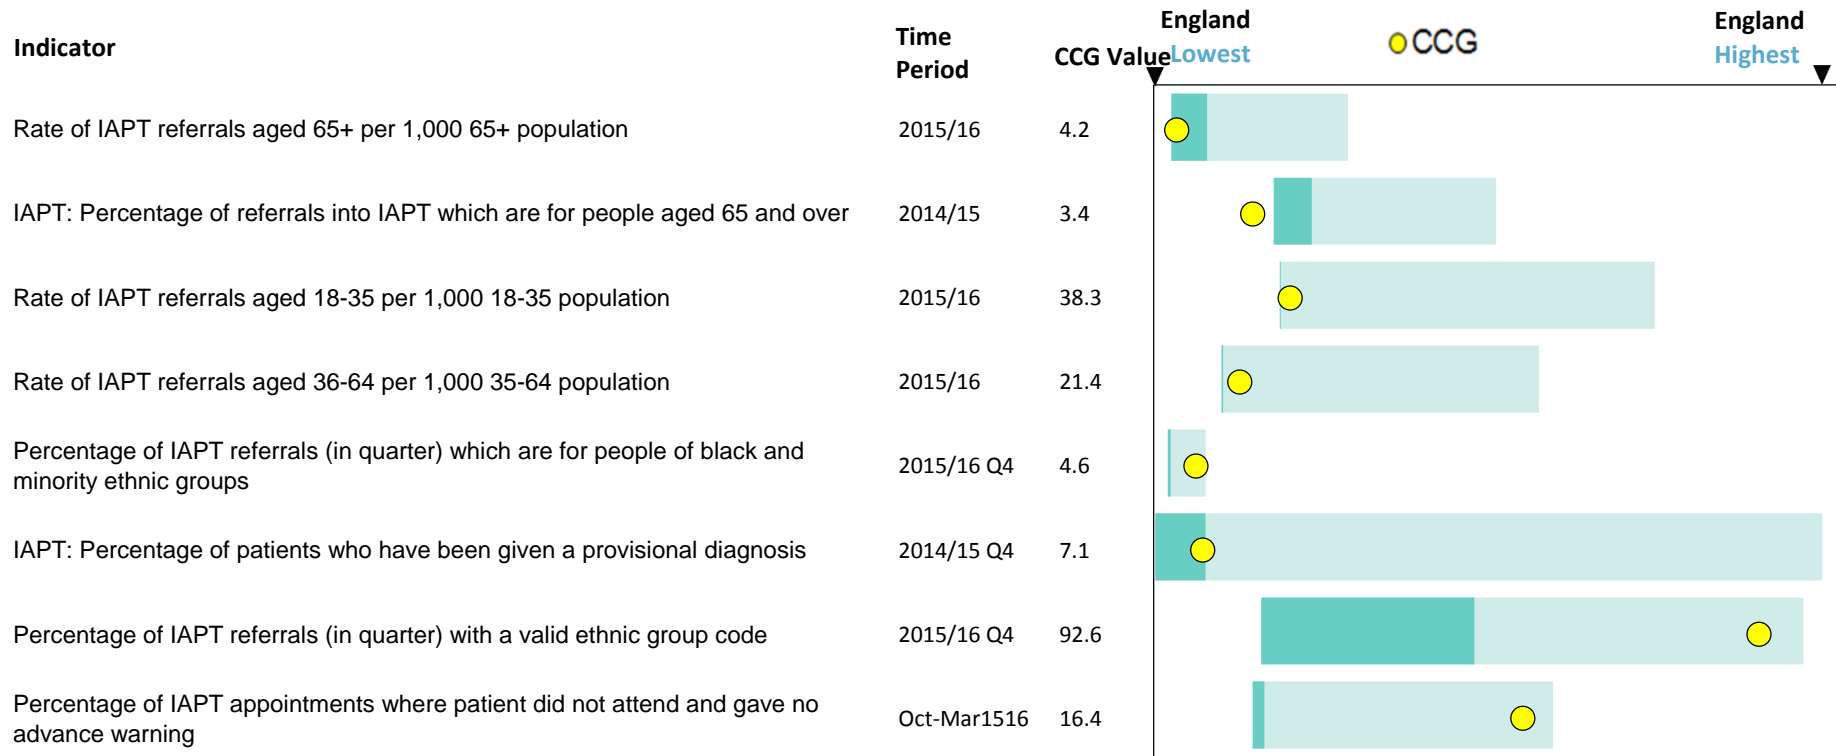 Indicator
Time
Period
CCG Value
England
Lowest
CCG
England
Highest
Rate of IAPT referrals aged 65+ per 1,000 65+ population 2015/16 4.2
IAPT: Percentage of referrals into IAPT which are for people aged 65 and over 2014/15 3.4
Rate of IAPT referrals aged 18-35 per 1,000 18-35 population 2015/16 38.3
Rate of IAPT referrals aged 36-64 per 1,000 35-64 population 2015/16 21.4
Percentage of IAPT referrals (in quarter) which are for people of black and
minority ethnic groups
2015/16 Q4 4.6
IAPT: Percentage of patients who have been given a provisional diagnosis 2014/15 Q4 7.1
Percentage of IAPT referrals (in quarter) with a valid ethnic group code 2015/16 Q4 92.6
Percentage of IAPT appointments where patient did not attend and gave no
advance warning
Oct-Mar1516 16.4